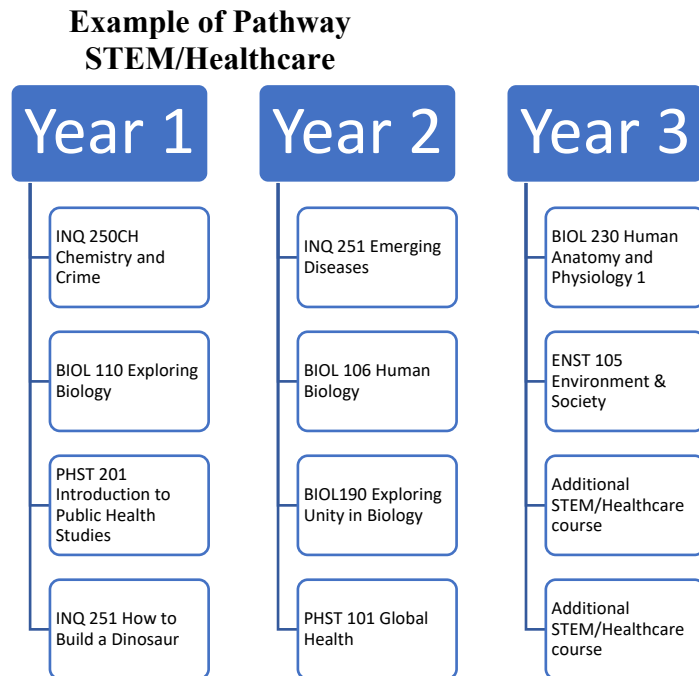 Example of Pathway
STEM/Healthcare
Year 1
INQ 250CH
Chemistry and
Crime
BIOL 110 Exploring
Biology
PHST 201
Introduction to
Public Health
Studies
INQ 251 How to
Build a Dinosaur
Year 2
INQ 251 Emerging
Diseases
BIOL 106 Human
Biology
BIOL190 Exploring
Unity in Biology
PHST 101 Global
Health
Year 3
BIOL 230 Human
Anatomy and
Physiology 1
ENST 105
Environment &
Society
Additional
STEM/Healthcare
course
Additional
STEM/Healthcare
course